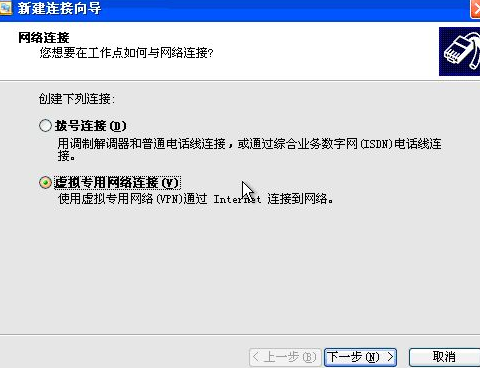 新建连接向导
网络连接
您想要在工作点如何与网络连接?
创建下列连接:
拨号连接(D)
用调制解调器和普通电话线连接，或通过综合业务数字网(ISDN)电话线连
接。
虚拟专用网络连接(V)
使用虚拟专用网络(VPN)通过 Internet 连接到网络。
< 上一步(B) 下一步(N) > 取消